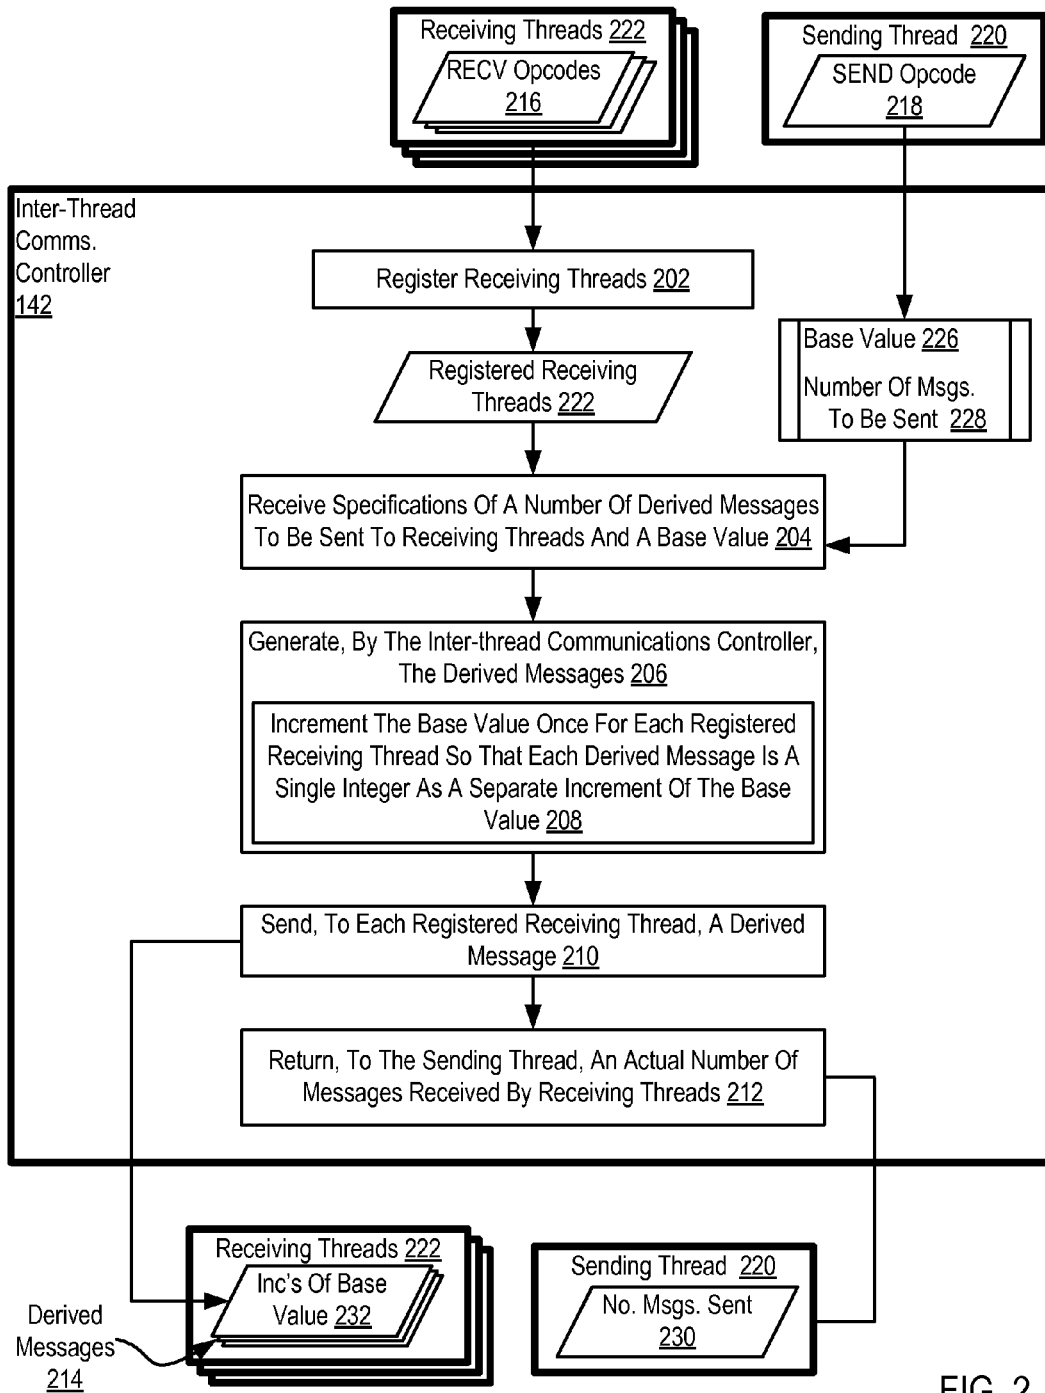 Receiving Threads 222
RECV Opcodes
216
Sending Thread 220
SEND Opcode
218
Inter-Thread
Comms.
Controller
142
Register Receiving Threads 202
Registered Receiving
Threads 222
Base Value 226
Number Of Msgs.
To Be Sent 228
Receive Specifications Of A Number Of Derived Messages
To Be Sent To Receiving Threads And A Base Value 204
Generate, By The Inter-thread Communications Controller,
The Derived Messages 206
Increment The Base Value Once For Each Registered
Receiving Thread So That Each Derived Message Is A
Single Integer As A Separate Increment Of The Base
Value 208
Send, To Each Registered Receiving Thread, A Derived
Message 210
Return, To The Sending Thread, An Actual Number Of
Messages Received By Receiving Threads 212
Receiving Threads 222
Inc's Of Base
Value 232
Sending Thread 220
No. Msgs. Sent
230
Derived
Messages
214
FIG. 2